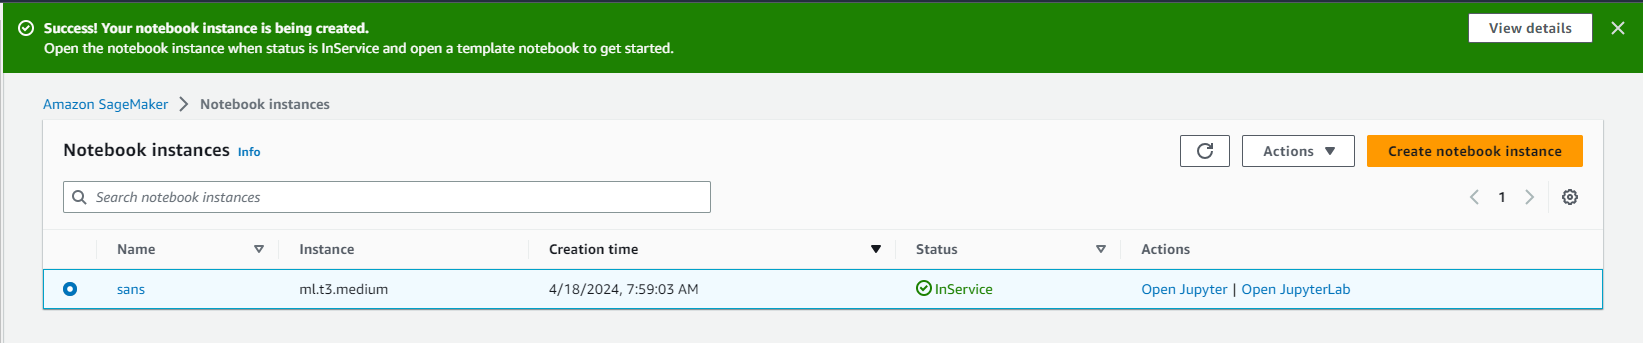 Success! Your notebook instance is being created.
View details
Open the notebook instance when status is InService and open a template notebook to get started.
Amazon SageMaker > Notebook instances
Notebook instances Info
Actions
Create notebook instance
Search notebook instances
1
Name Instance Creation time Status Actions
sans ml.t3.medium 4/18/2024, 7:59:03 AM InService Open Jupyter | Open JupyterLab